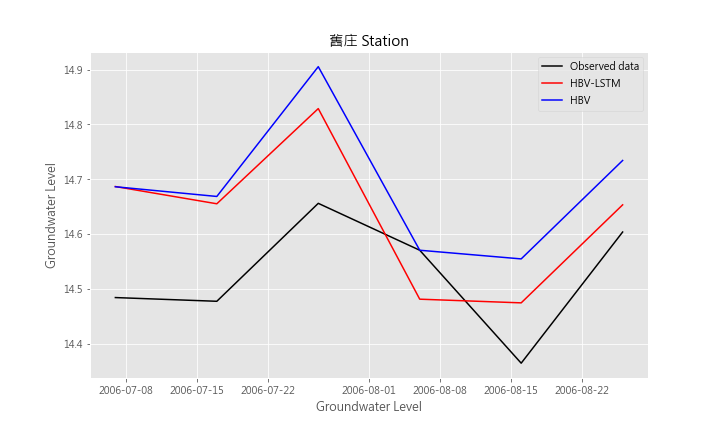 舊庄 Station
Observed data
HBV-LSTM
HBV
Groundwater Level
14.9
14.8
14.7
14.6
14.5
14.4
2006-07-08 2006-07-15 2006-07-22 2006-08-01 2006-08-08 2006-08-15 2006-08-22
Groundwater Level